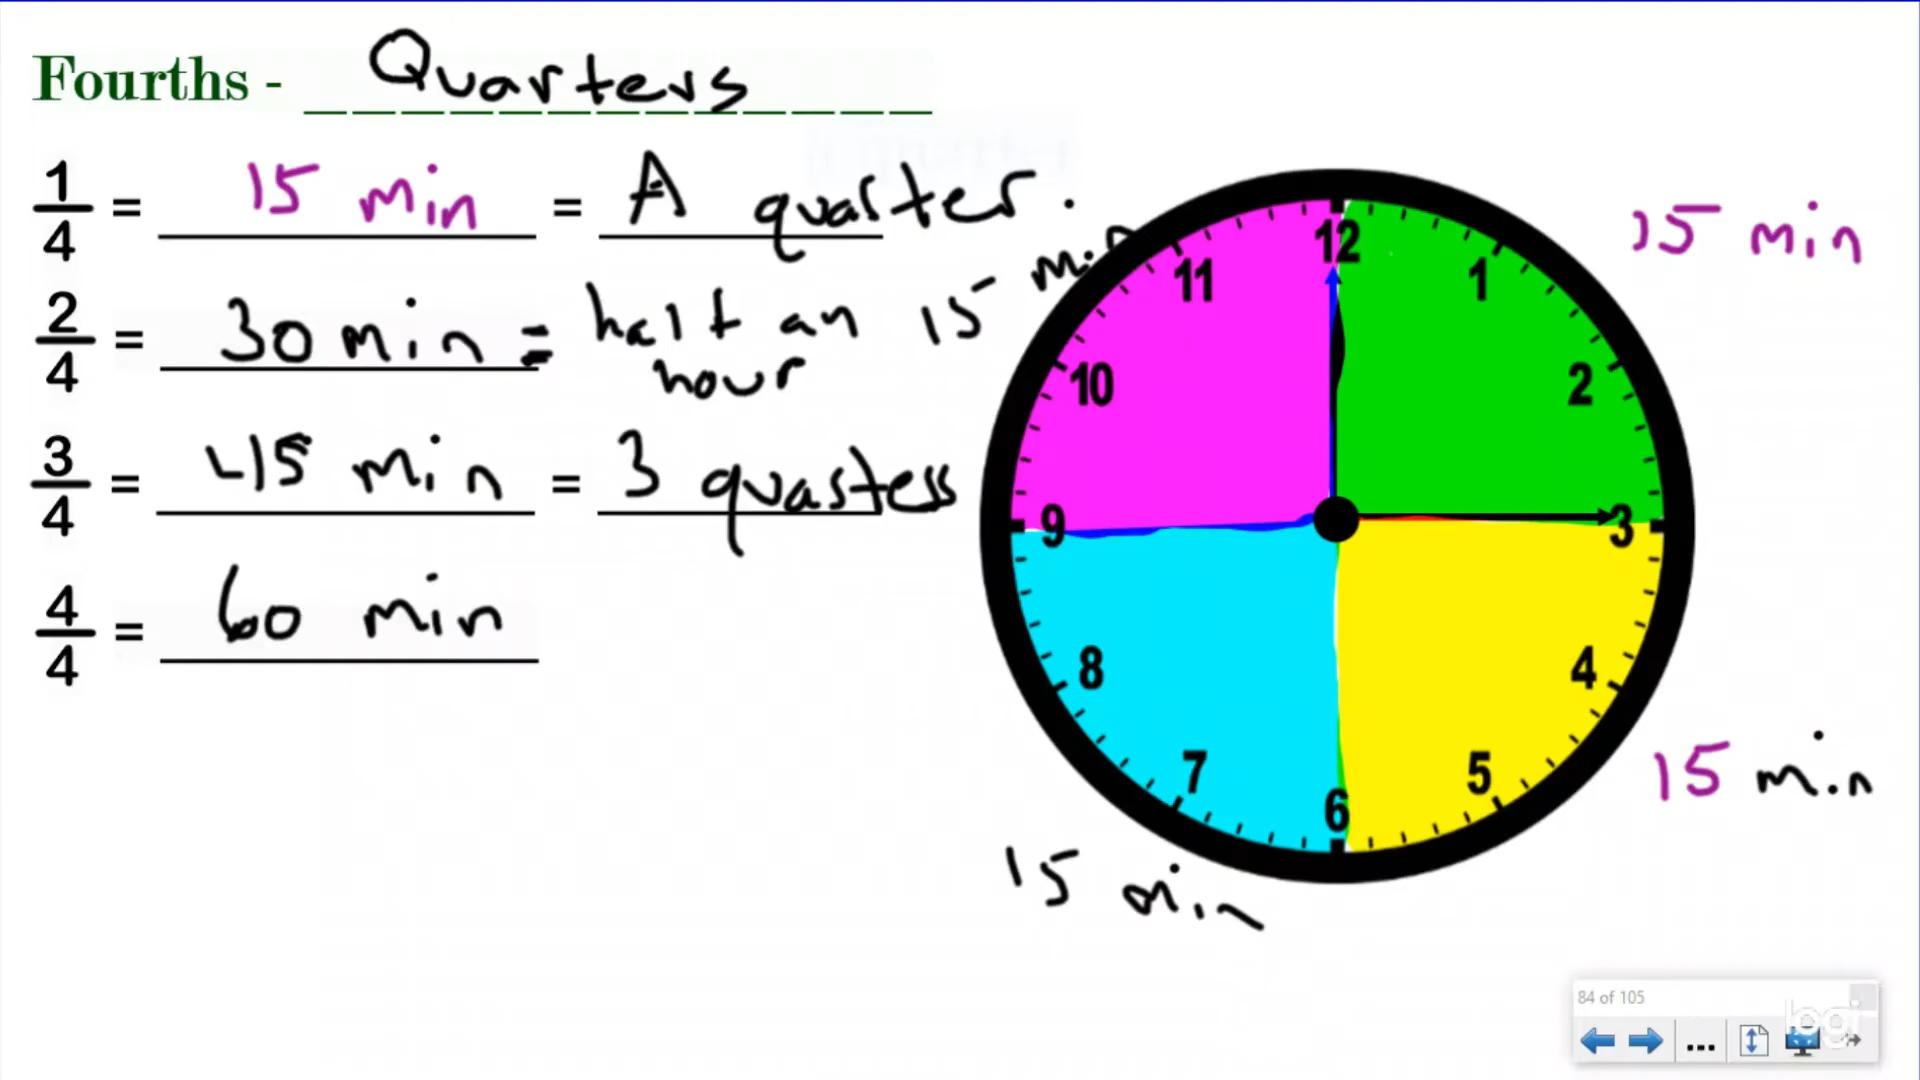 Fourths - Quarters
1/4 = 15 min = A quarter.
2/4 = 30 min = half an hour
3/4 = 45 min = 3 quarters
4/4 = 60 min
15 min
12
11
1
10
2
9
3
8
4
7
5
6
15 min
15 min
15 min
84 of 105
logi